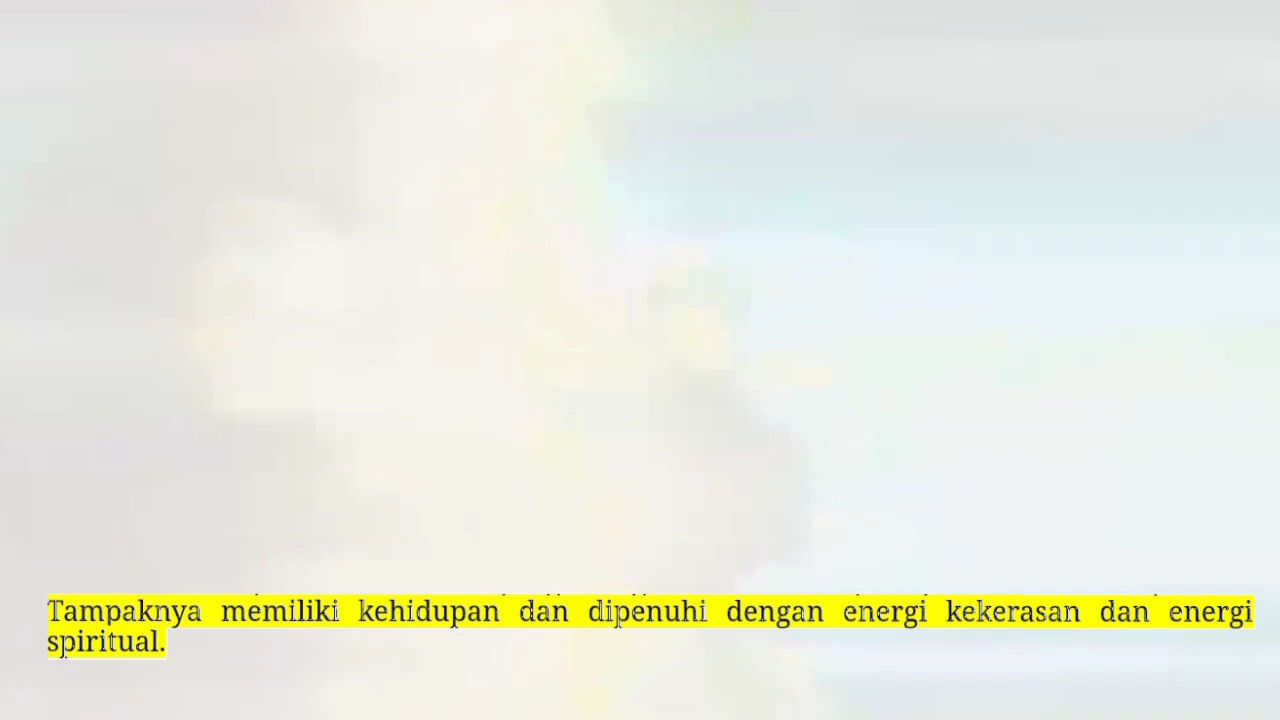 Tampaknya memiliki kehidupan dan dipenuhi dengan energi kekerasan dan energi
spiritual.